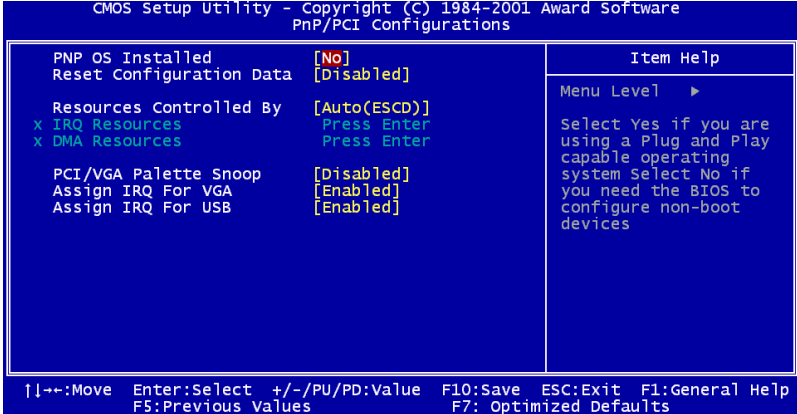 CMOS Setup Utility – Copyright (C) 1984-2001 Award Software
PnP/PCI Configurations
PNP OS Installed [No]
Reset Configuration Data [Disabled]
Resources Controlled By [Auto(ESCD)]
x IRQ Resources Press Enter
x DMA Resources Press Enter
PCI/VGA Palette Snoop [Disabled]
Assign IRQ For VGA [Enabled]
Assign IRQ For USB [Enabled]
Item Help
Menu Level ▶
Select Yes if you are
using a Plug and Play
capable operating
system Select No if
you need the BIOS to
configure non-boot
devices
↑↓→←:Move Enter:Select +/-/PU/PD:Value F10:Save ESC:Exit F1:General Help
F5:Previous Values F7: Optimized Defaults